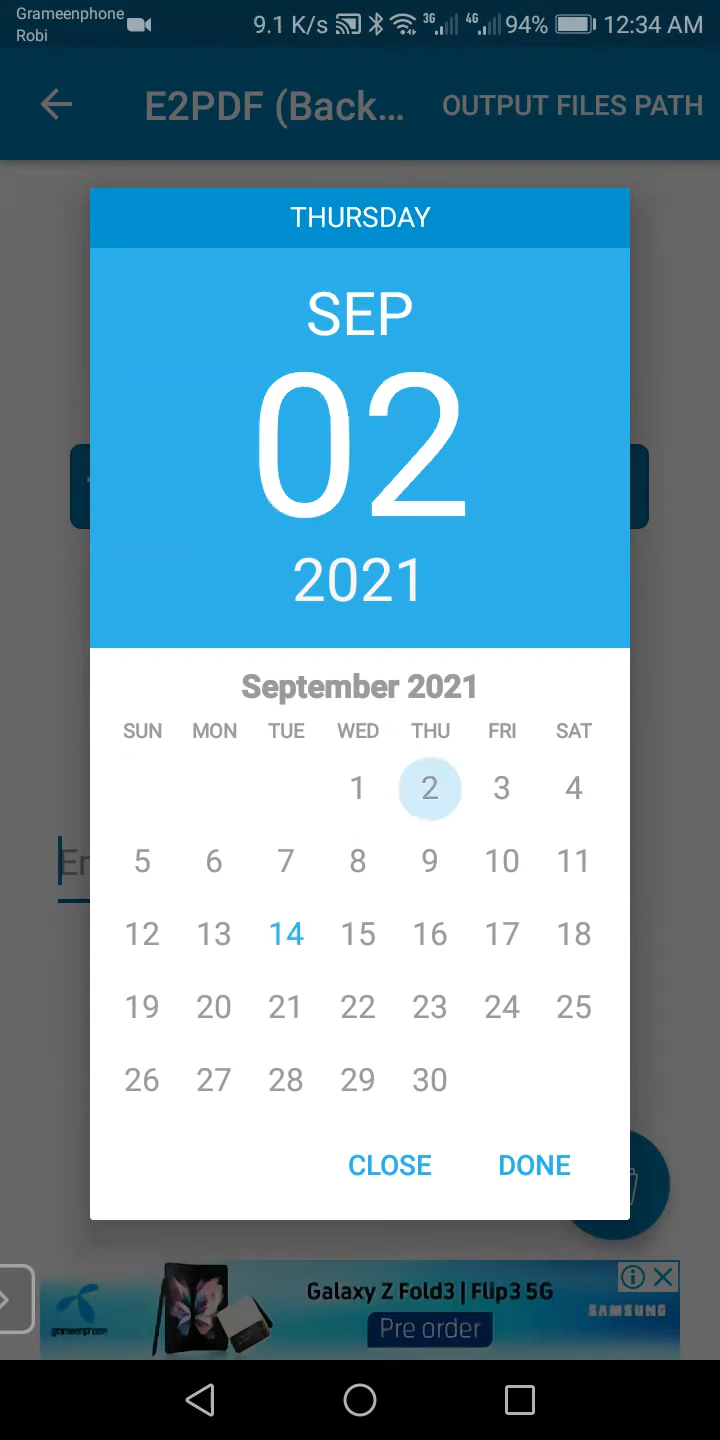 Grameenphone
Robi
9.1 K/s 3G 4G 94% 12:34 AM
E2PDF (Back... OUTPUT FILES PATH
THURSDAY
SEP
02
2021
September 2021
SUN MON TUE WED THU FRI SAT
1 2 3 4
5 6 7 8 9 10 11
12 13 14 15 16 17 18
19 20 21 22 23 24 25
26 27 28 29 30
CLOSE DONE
Galaxy Z Fold3 | Flip3 5G
Pre order
SAMSUNG
grameenphone